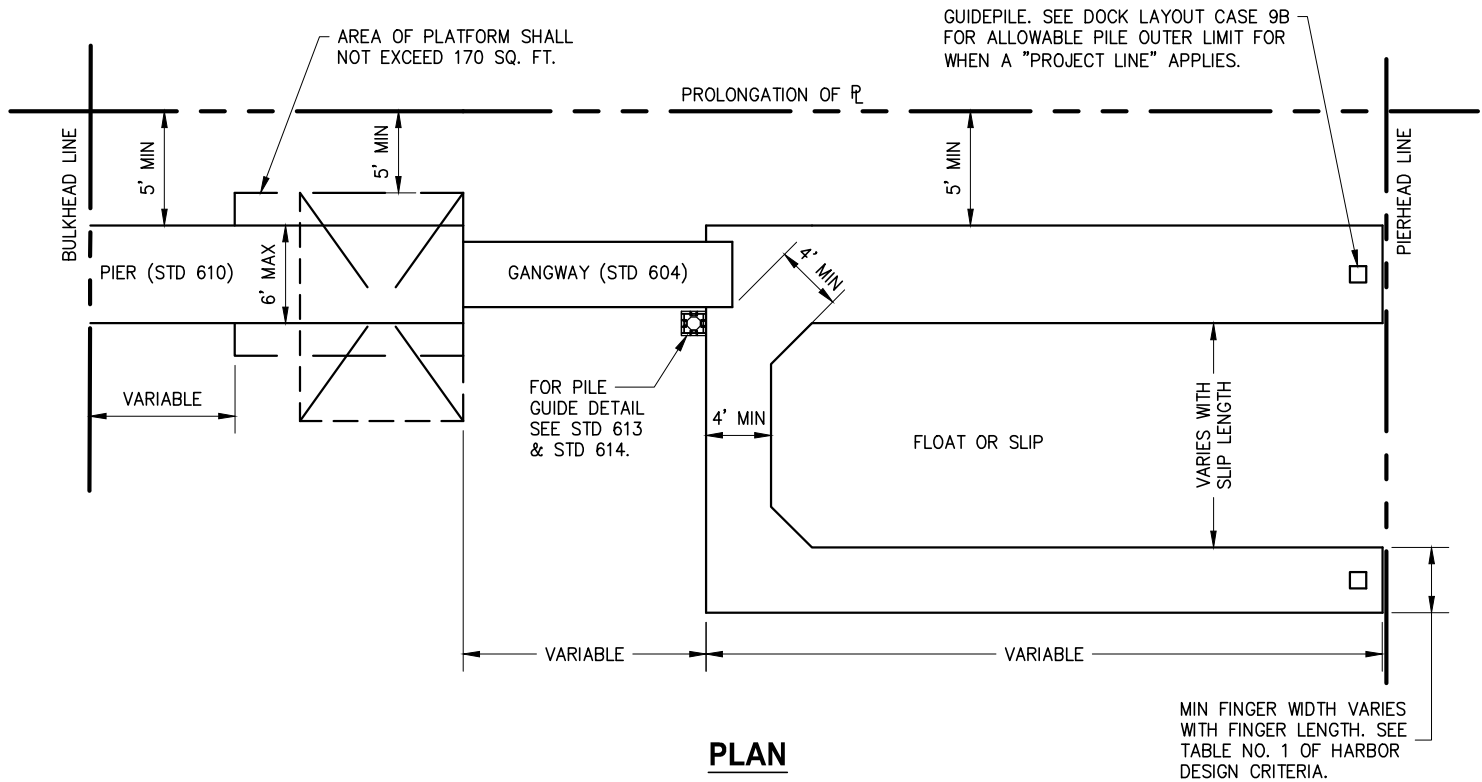 AREA OF PLATFORM SHALL
NOT EXCEED 170 SQ. FT.
GUIDEPILE. SEE DOCK LAYOUT CASE 9B
FOR ALLOWABLE PILE OUTER LIMIT FOR
WHEN A "PROJECT LINE" APPLIES.
PROLONGATION OF ⅊
BULKHEAD LINE
5' MIN
5' MIN
5' MIN
PIERHEAD LINE
PIER (STD 610)
6' MAX
GANGWAY (STD 604)
4' MIN
VARIABLE
FOR PILE
GUIDE DETAIL
SEE STD 613
& STD 614.
4' MIN
FLOAT OR SLIP
VARIES WITH
SLIP LENGTH
VARIABLE
VARIABLE
MIN FINGER WIDTH VARIES
WITH FINGER LENGTH. SEE
TABLE NO. 1 OF HARBOR
DESIGN CRITERIA.
PLAN